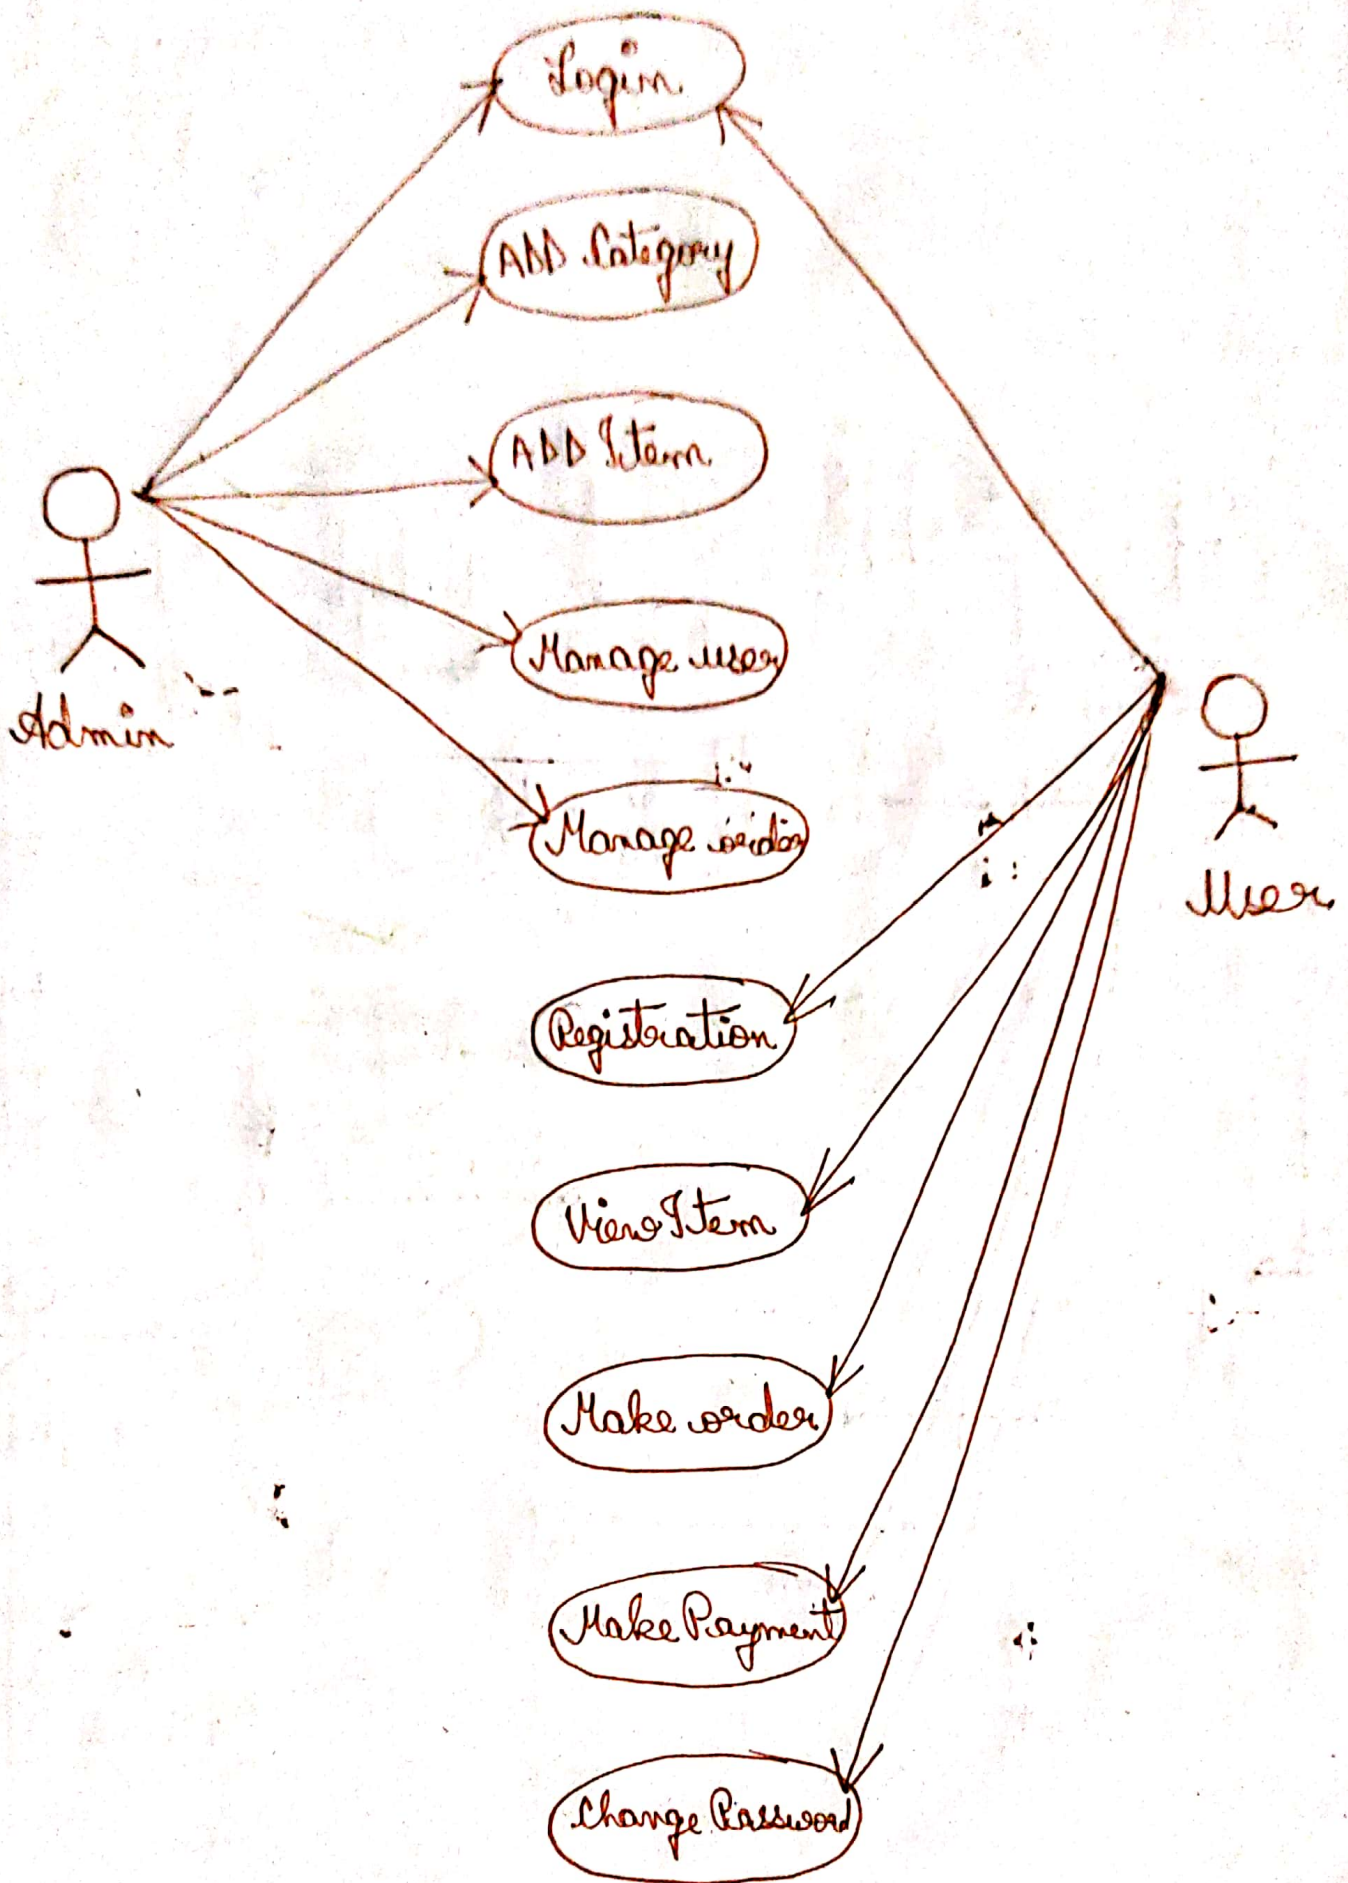 Login
ADD Category
ADD Item
Manage user
Admin
Manage order
User
Registration
View Item
Make order
Make Payment
Change Password